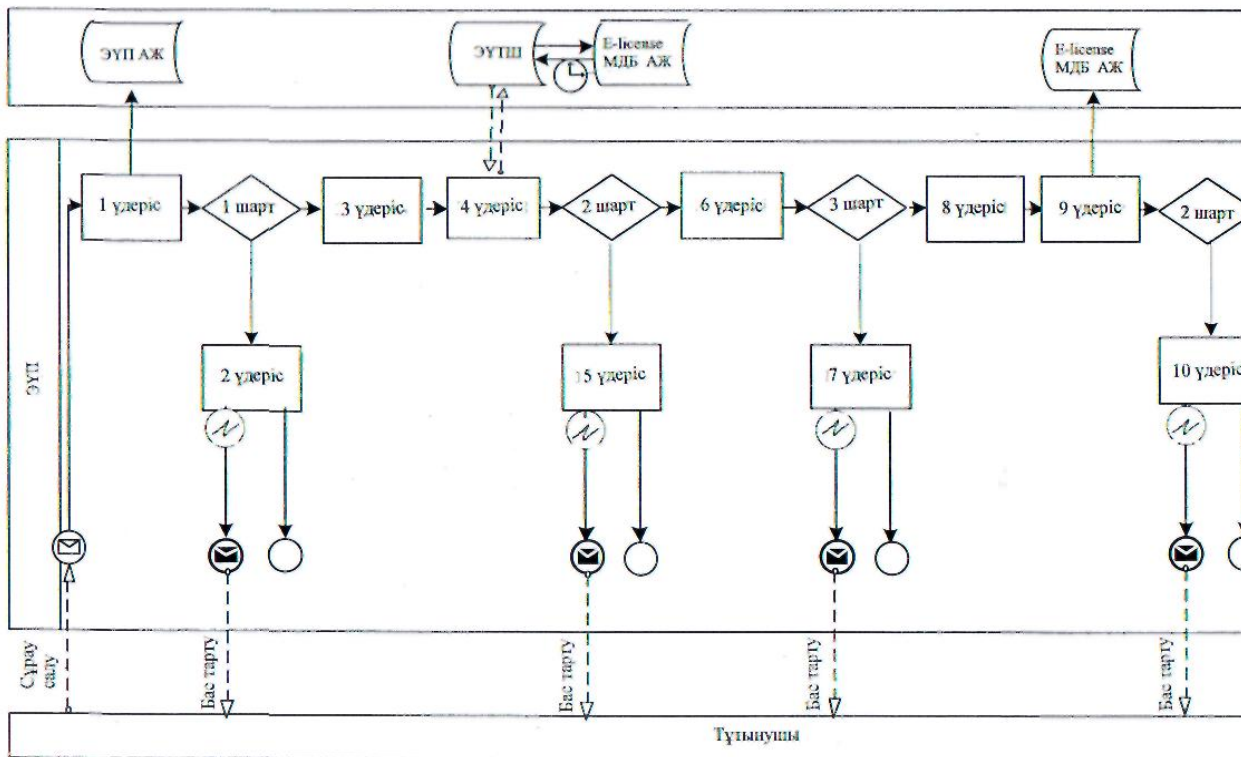 ЭҮП АЖ
ЭҮТШ
E-license
МДБ АЖ
E-license
МДБ АЖ
ЭҮП
1 үдеріс
1 шарт
3 үдеріс
4 үдеріс
2 шарт
6 үдеріс
3 шарт
8 үдеріс
9 үдеріс
2 шарт
2 үдеріс
5 үдеріс
7 үдеріс
10 үдеріс
Сұрау
салу
Бас тарту
Бас тарту
Бас тарту
Бас тарту
Тұтынушы